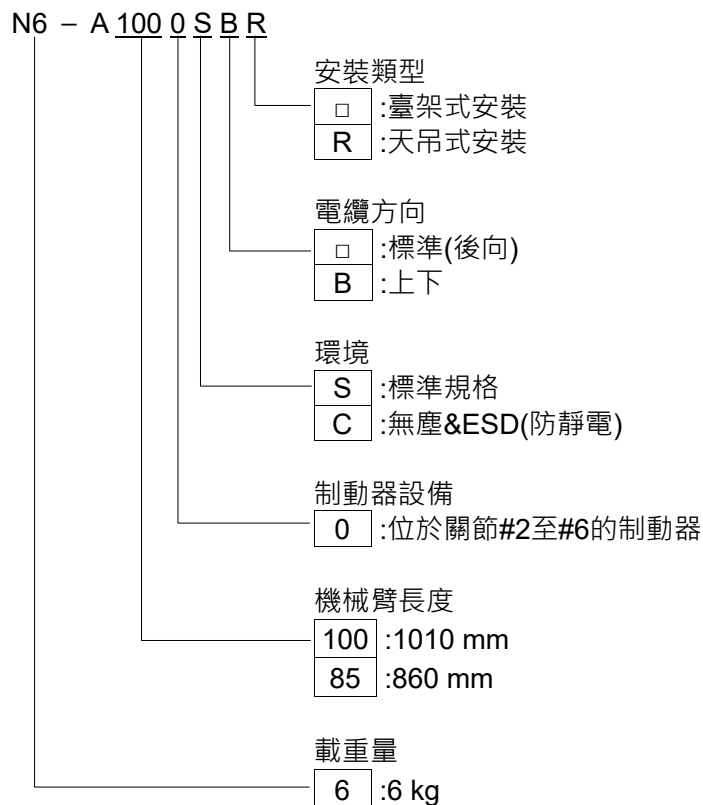 N6 – A 100 0 S B R
安裝類型
□ :臺架式安裝
R :天吊式安裝
電纜方向
□ :標準(後向)
B :上下
環境
S :標準規格
C :無塵&ESD(防靜電)
制動器設備
0 :位於關節#2至#6的制動器
機械臂長度
100 :1010 mm
85 :860 mm
載重量
6 :6 kg